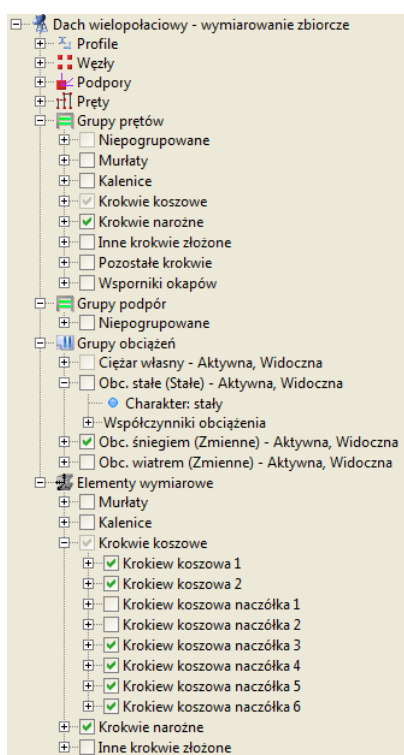 Dach wielopołaciowy - wymiarowanie zbiorcze
Profile
Węzły
Podpory
Pręty
Grupy prętów
Niepogrupowane
Murłaty
Kalenice
Krokwie koszowe
Krokwie narożne
Inne krokwie złożone
Pozostałe krokwie
Wsporniki okapów
Grupy podpór
Niepogrupowane
Grupy obciążeń
Ciężar własny - Aktywna, Widoczna
Obc. stałe (Stałe) - Aktywna, Widoczna
Charakter: stały
Współczynniki obciążenia
Obc. śniegiem (Zmienne) - Aktywna, Widoczna
Obc. wiatrem (Zmienne) - Aktywna, Widoczna
Elementy wymiarowe
Murłaty
Kalenice
Krokwie koszowe
Krokiew koszowa 1
Krokiew koszowa 2
Krokiew koszowa naczółka 1
Krokiew koszowa naczółka 2
Krokiew koszowa naczółka 3
Krokiew koszowa naczółka 4
Krokiew koszowa naczółka 5
Krokiew koszowa naczółka 6
Krokwie narożne
Inne krokwie złożone